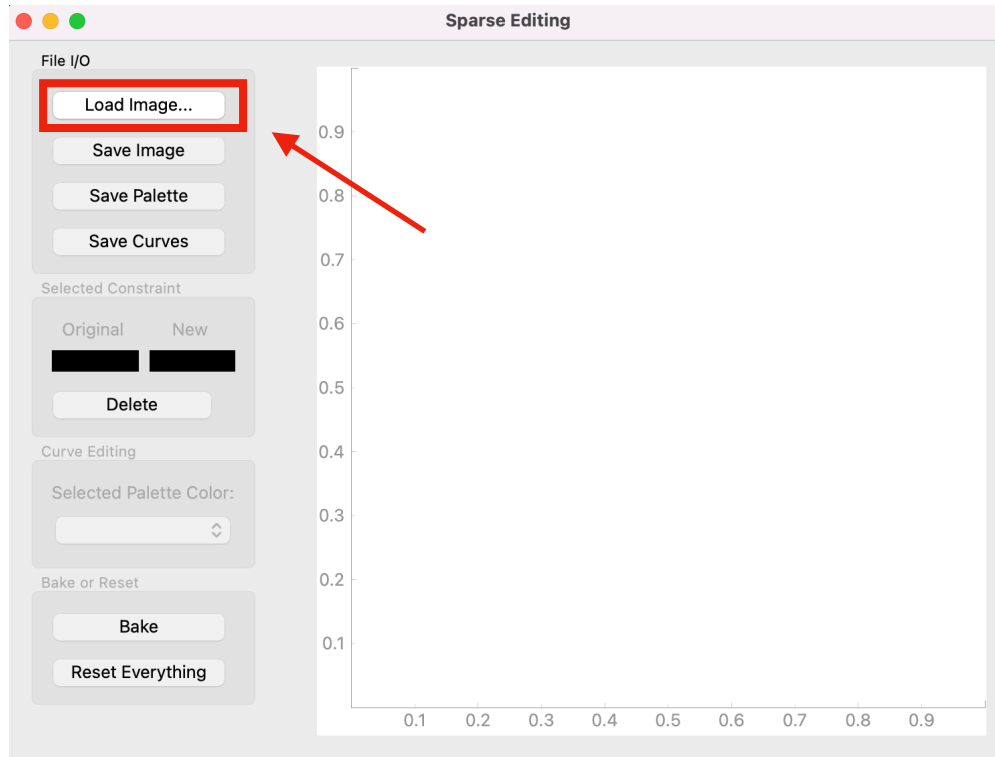 Sparse Editing
File I/O
Load Image...
Save Image
Save Palette
Save Curves
Selected Constraint
Original New
Delete
Curve Editing
Selected Palette Color:
Bake or Reset
Bake
Reset Everything
0.9
0.8
0.7
0.6
0.5
0.4
0.3
0.2
0.1
0.1 0.2 0.3 0.4 0.5 0.6 0.7 0.8 0.9